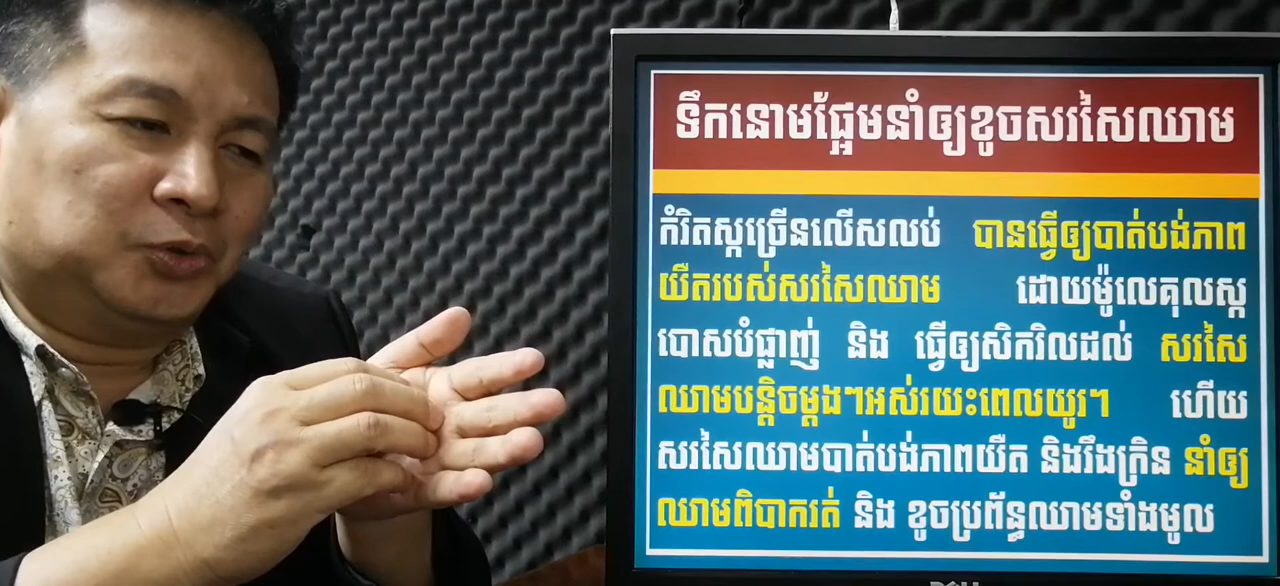 ទឹកនោមផ្អែមនាំឲ្យខូចសរសៃឈាម
កំរិតស្ករច្រើនលើសលប់ បានធ្វើឲ្យបាត់បង់ភាព
យឺតរបស់សរសៃឈាម ដោយម៉ូលេគុលស្ក
បោសបំផ្លាញ់ និង ធ្វើឲ្យសិករិលដល់ សរសៃ
ឈាមបន្តិចម្តងៗអស់រយះពេលយូរៗ ហើយ
សរសៃឈាមបាត់បង់ភាពយឺត និងរឹងក្រិន នាំឲ្យ
ឈាមពិបាករត់ និង ខូចប្រព័ន្ធឈាមទាំងមូល